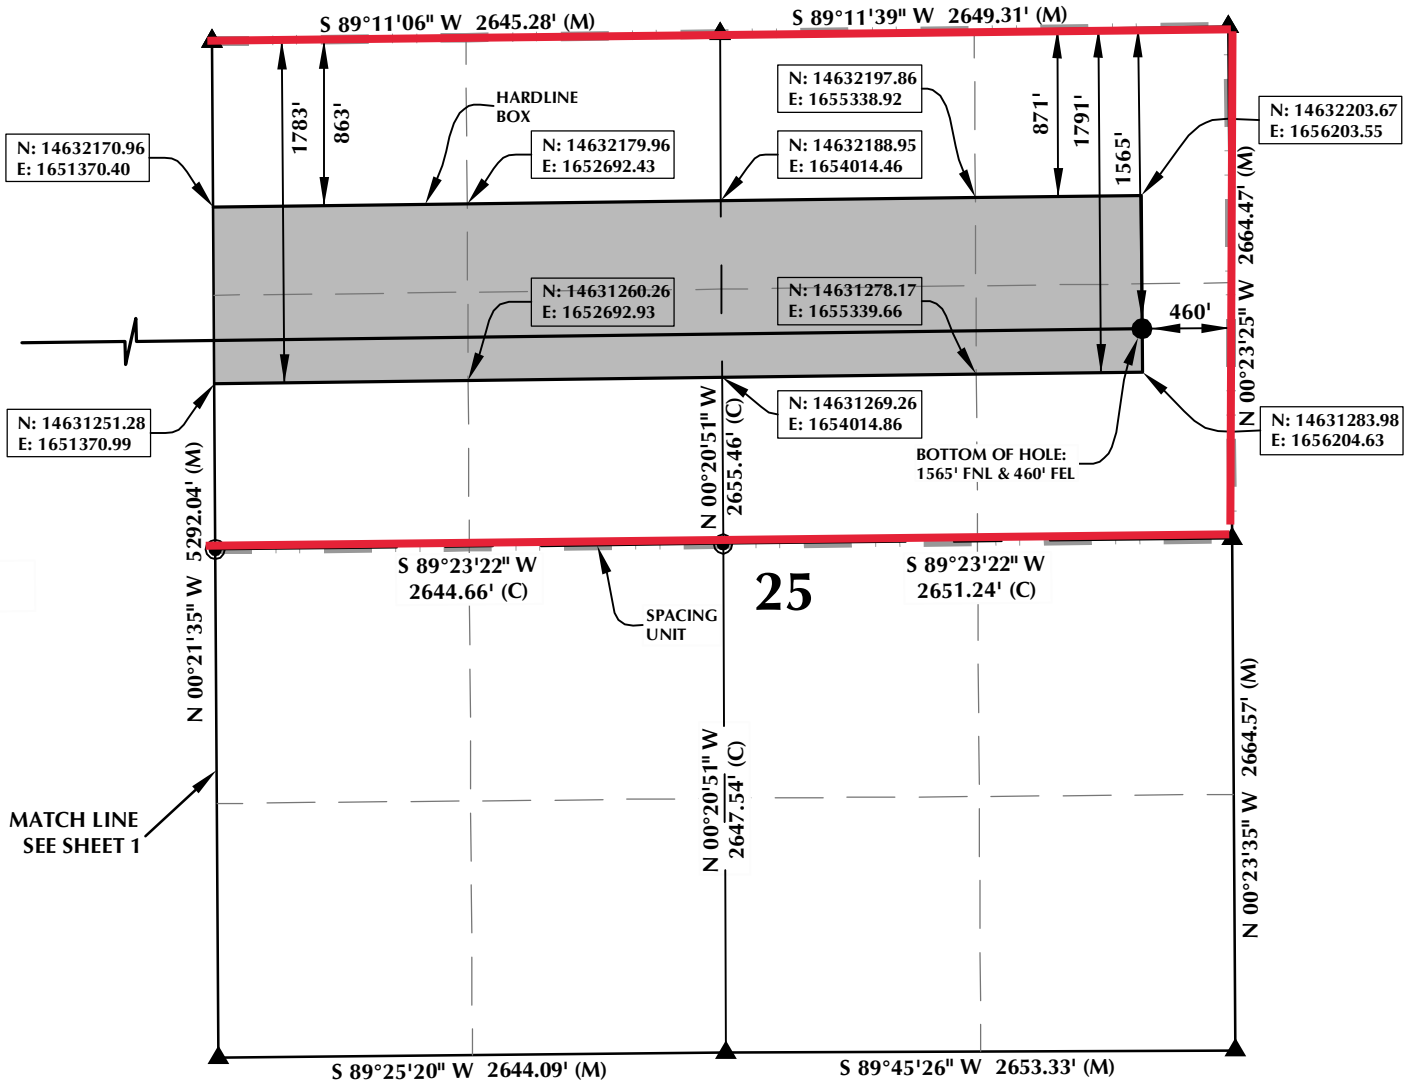 S 89°11'06" W 2645.28' (M)
S 89°11'39" W 2649.31' (M)
1783'
863'
HARDLINE
BOX
N: 14632197.86
E: 1655338.92
871'
1791'
1565'
N: 14632203.67
E: 1656203.55
N: 14632170.96
E: 1651370.40
N: 14632179.96
E: 1652692.43
N: 14632188.95
E: 1654014.46
N 00°23'25" W 2664.47' (M)
N: 14631260.26
E: 1652692.93
N: 14631278.17
E: 1655339.66
460'
N: 14631251.28
E: 1651370.99
N 00°20'51" W
2655.46' (C)
N: 14631269.26
E: 1654014.86
N: 14631283.98
E: 1656204.63
BOTTOM OF HOLE:
1565' FNL & 460' FEL
N 00°21'35" W 5292.04' (M)
S 89°23'22" W
2644.66' (C)
25
S 89°23'22" W
2651.24' (C)
SPACING
UNIT
N 00°20'51" W
2647.54' (C)
N 00°23'35" W 2664.57' (M)
MATCH LINE
SEE SHEET 1
S 89°25'20" W 2644.09' (M)
S 89°45'26" W 2653.33' (M)